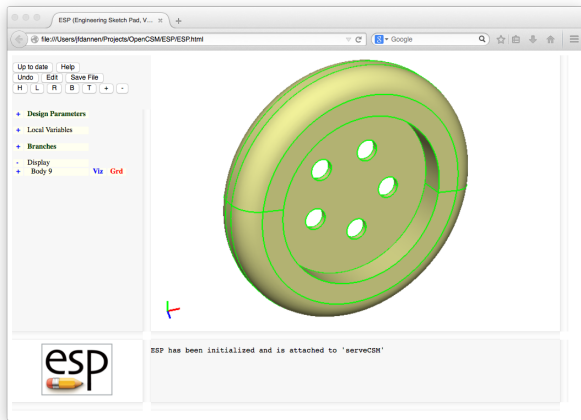 ESP (Engineering Sketch Pad, V...
file:///Users/jfdannen/Projects/OpenCSM/ESP/ESP.html
Google
Up to date Help
Undo Edit Save File
H L R B T + -
+ Design Parameters
+ Local Variables
+ Branches
- Display
+ Body 9 Viz Grd
esp
ESP has been initialized and is attached to 'serveCSM'